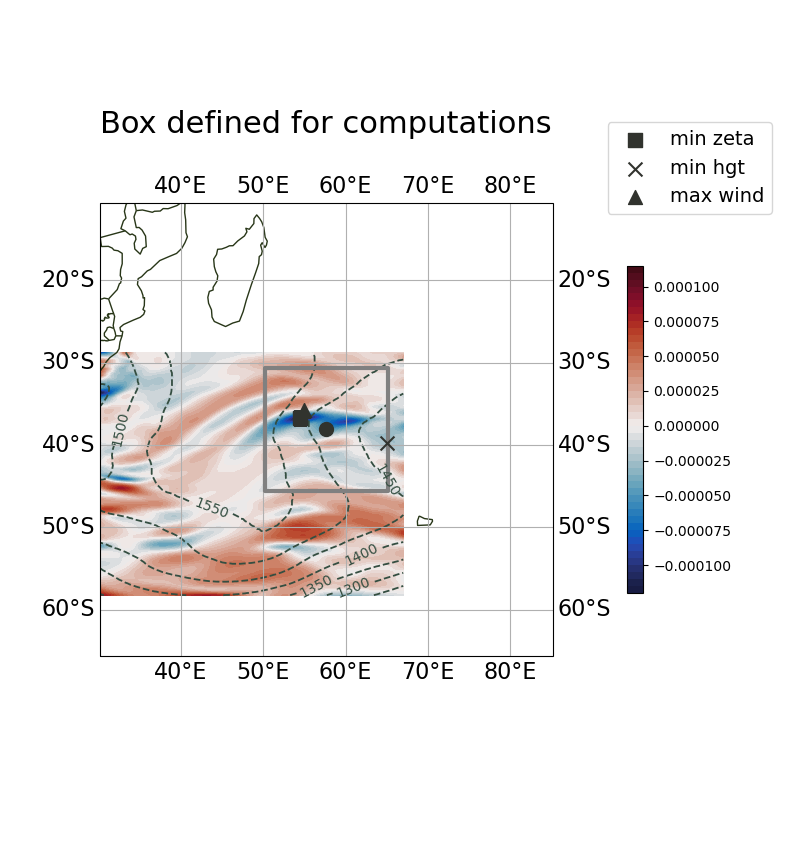 Box defined for computations
min zeta
min hgt
max wind
40°E 50°E 60°E 70°E 80°E
20°S 20°S
30°S 30°S
40°S 40°S
50°S 50°S
60°S 60°S
40°E 50°E 60°E 70°E 80°E
1500
1450
1550
1400
1350
1300
0.000100
0.000075
0.000050
0.000025
0.000000
−0.000025
−0.000050
−0.000075
−0.000100